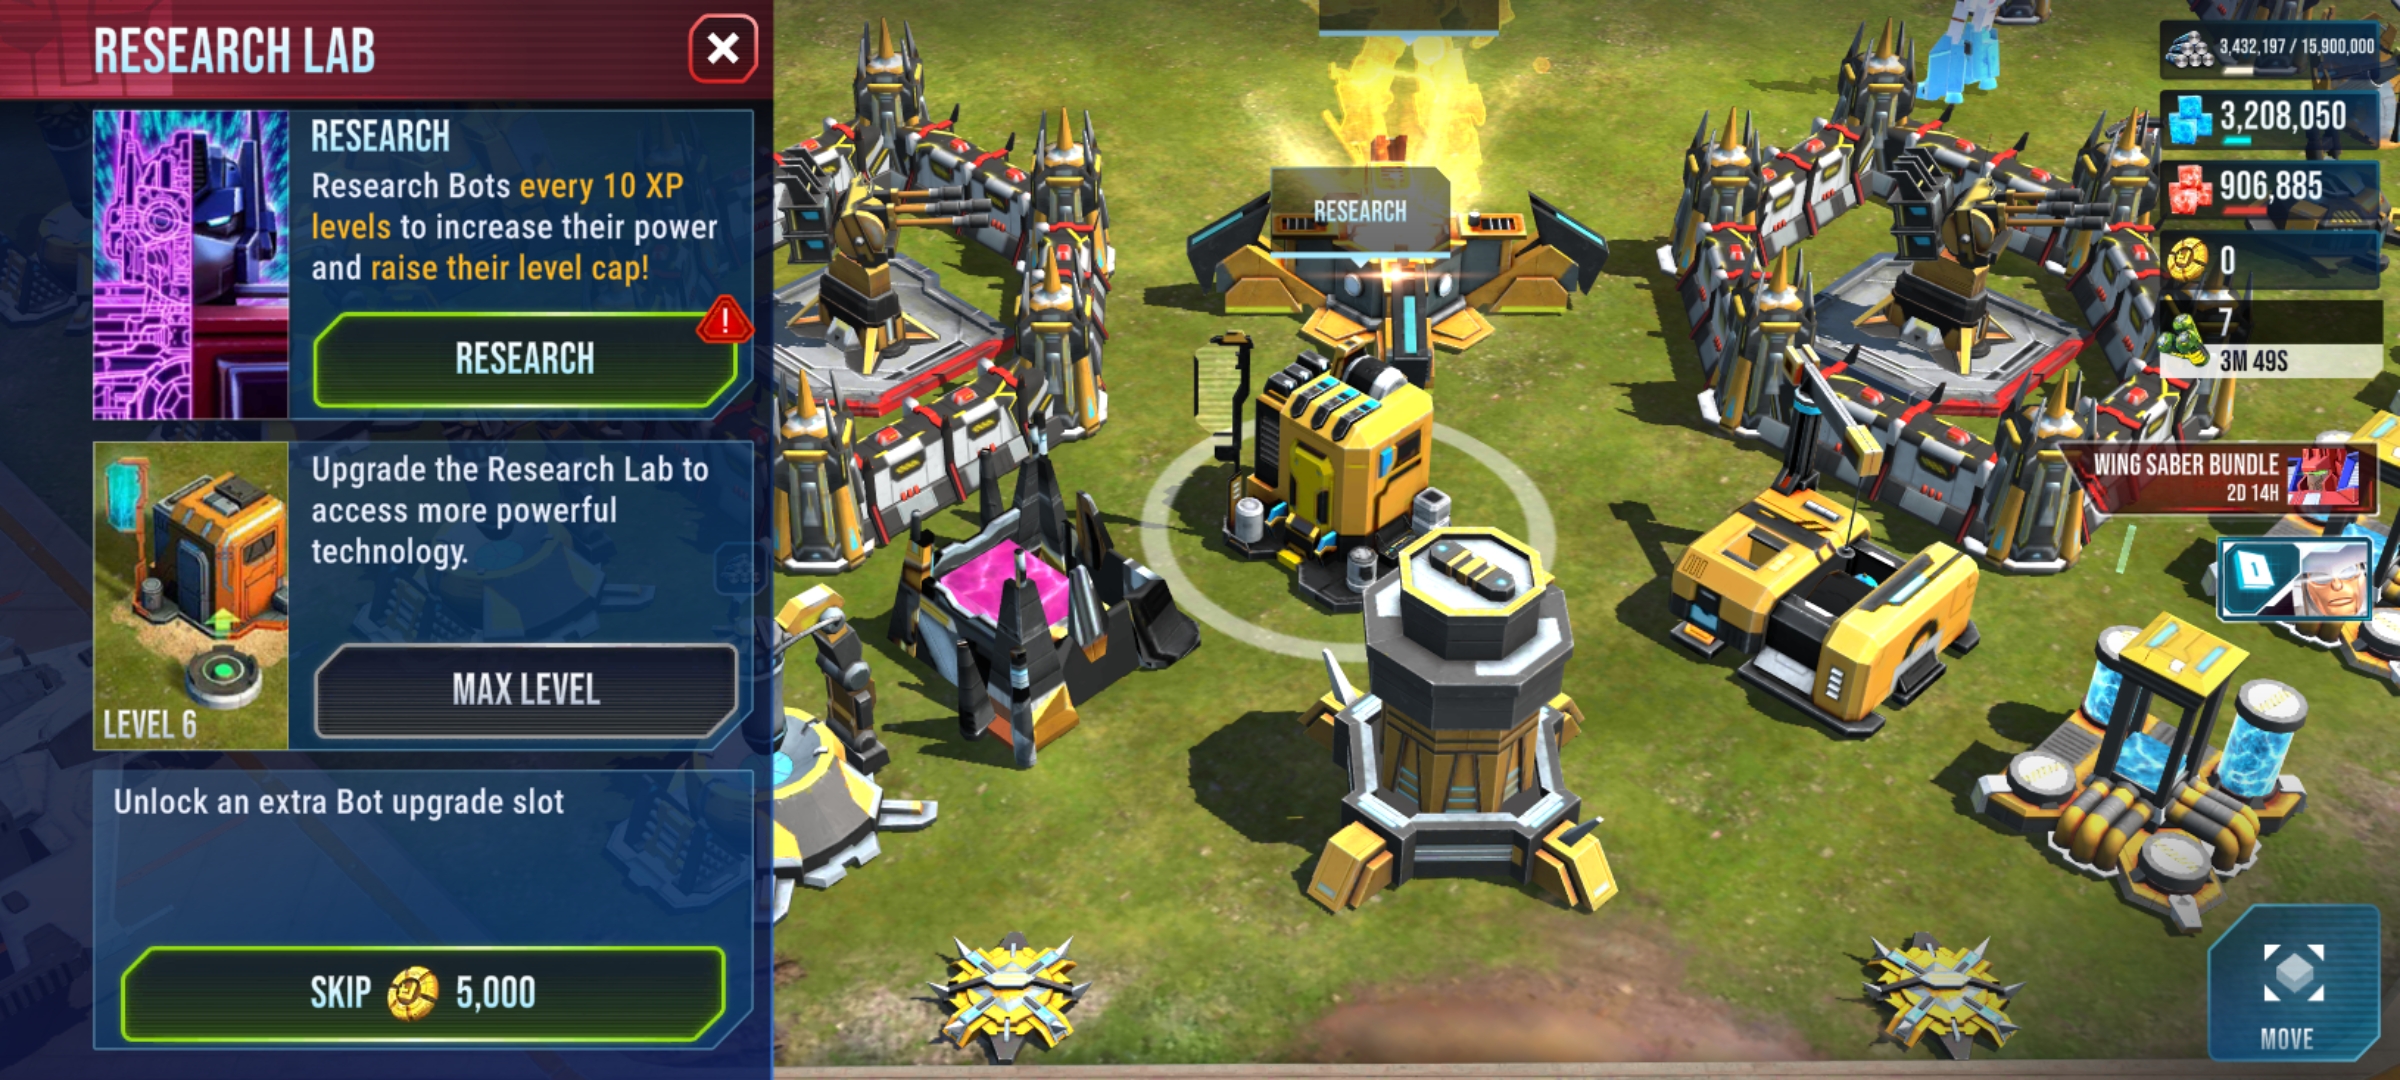 RESEARCH LAB
RESEARCH
Research Bots every 10 XP
levels to increase their power
and raise their level cap!
RESEARCH
Upgrade the Research Lab to
access more powerful
technology.
LEVEL 6
MAX LEVEL
Unlock an extra Bot upgrade slot
SKIP 5,000
RESEARCH
3,432,197 / 15,900,000
3,208,050
906,885
0
7
3M 49S
WING SABER BUNDLE
2D 14H
MOVE